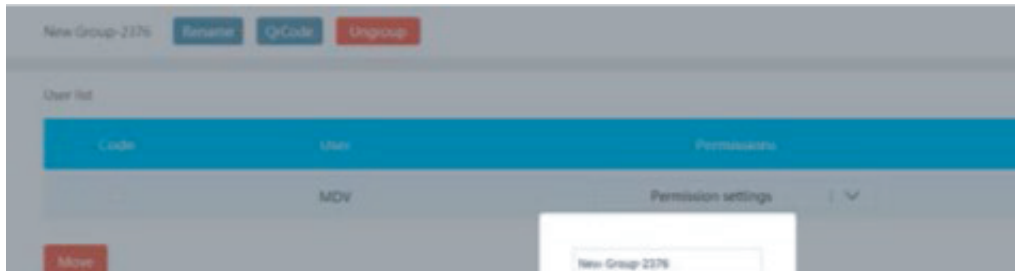 New Group-2376 Rename QrCode Ungroup
User list
Code User Permissions
MDV Permission settings
Move New Group-2376